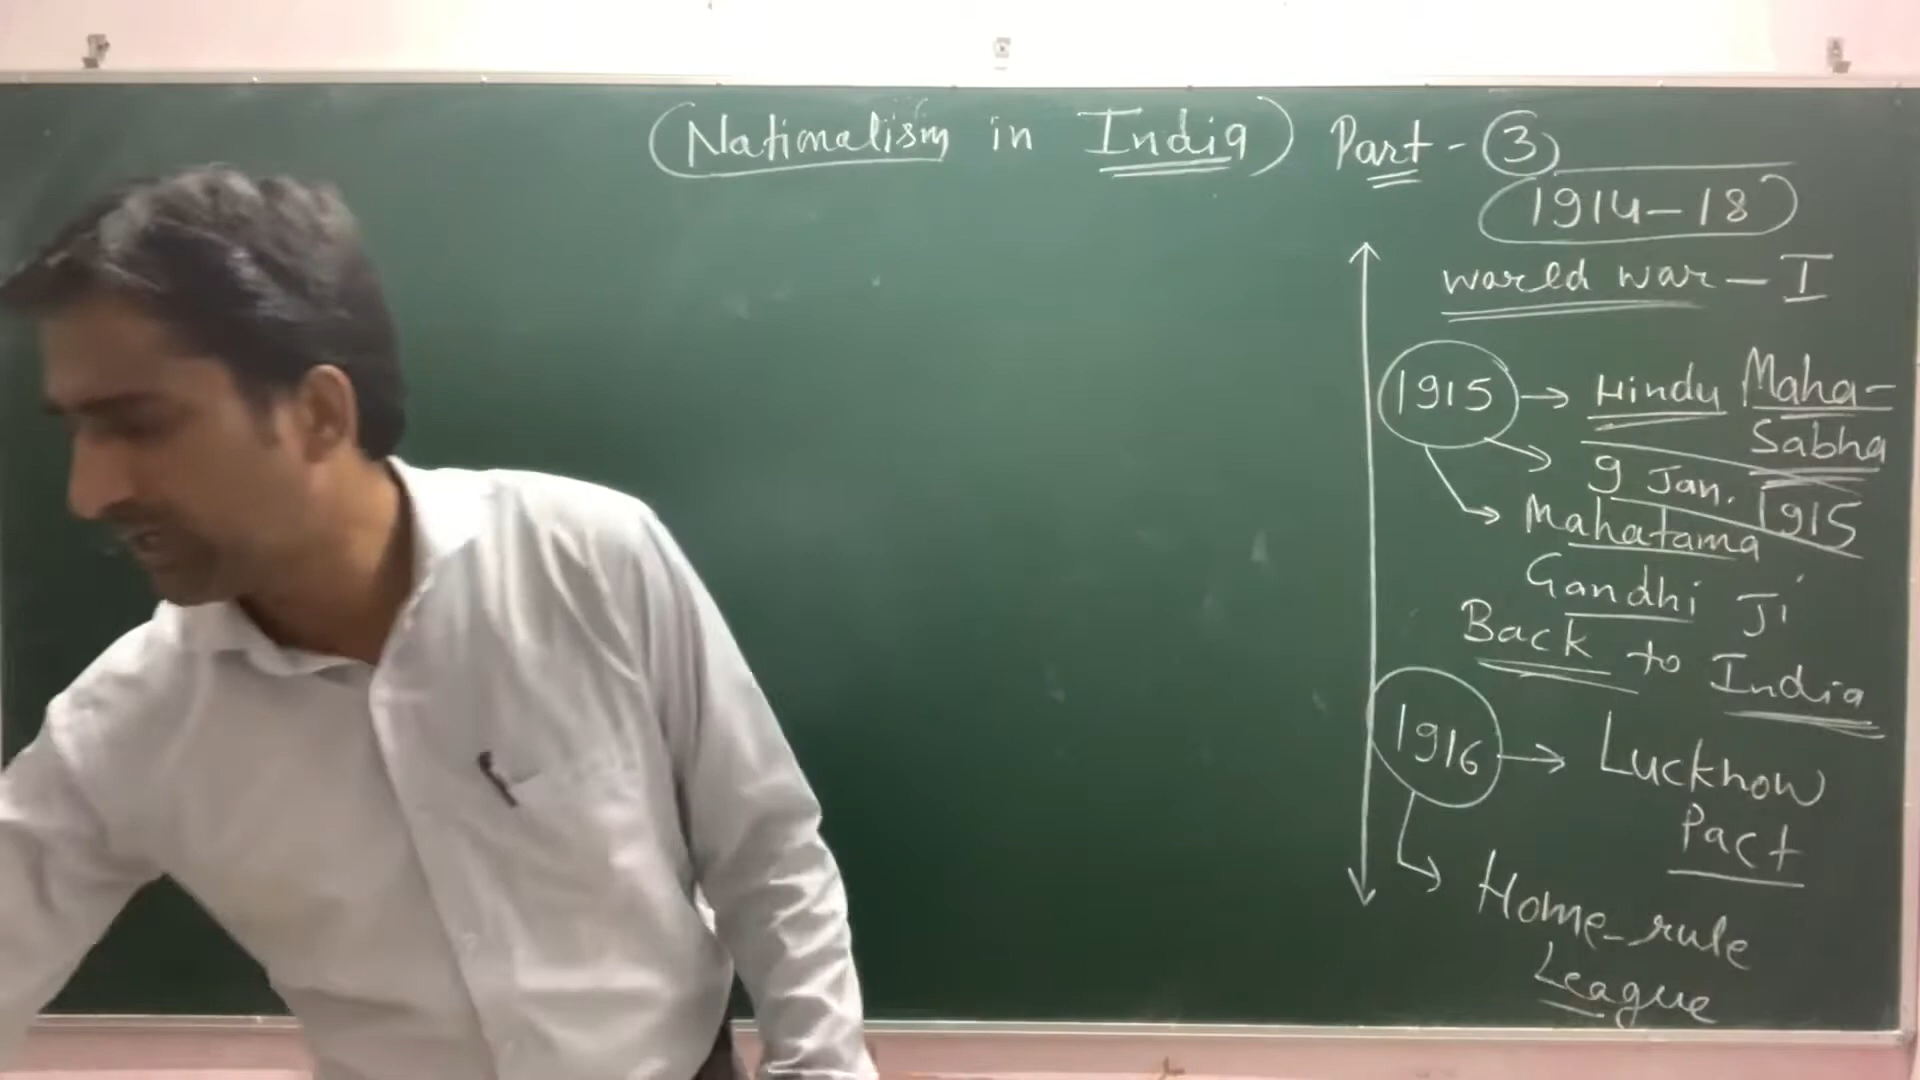 (Nationalism in India) Part - 3
1914-18
world war - I
1915 → Hindu Maha-
Sabha
9 Jan. 1915
Mahatama
Gandhi Ji
Back to India
1916 → Lucknow
Pact
Home-rule
League